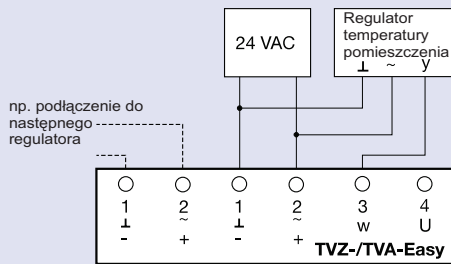 24 VAC
Regulator
temperatury
pomieszczenia
⊥ ~ y
np. podłączenie do
następnego
regulatora
1 2 1 2 3 4
⊥ ~ ⊥ ~ w U
- + - +
TVZ-/TVA-Easy